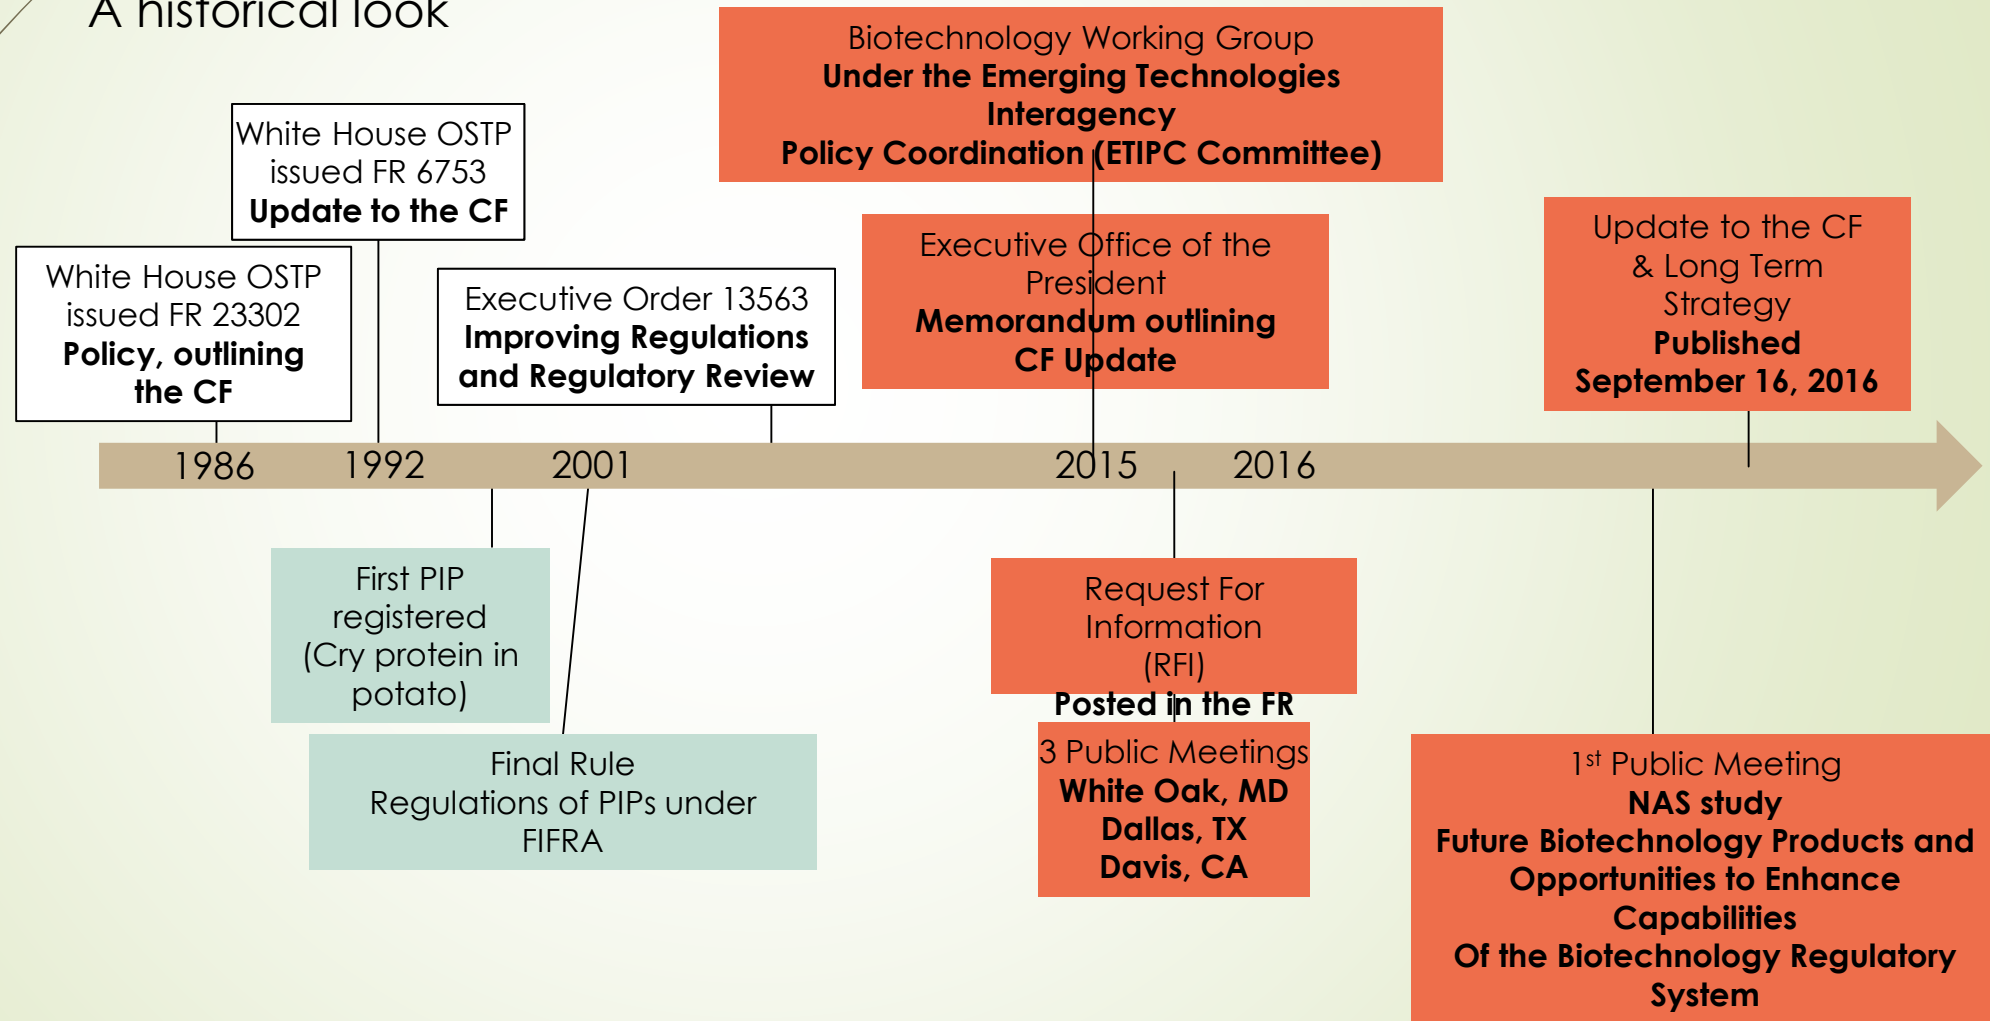 A historical look
Biotechnology Working Group
Under the Emerging Technologies
Interagency
Policy Coordination (ETIPC Committee)
White House OSTP
issued FR 6753
Update to the CF
White House OSTP
issued FR 23302
Policy, outlining
the CF
Executive Order 13563
Improving Regulations
and Regulatory Review
Executive Office of the
President
Memorandum outlining
CF Update
Update to the CF
& Long Term
Strategy
Published
September 16, 2016
1986
1992
2001
2015
2016
First PIP
registered
(Cry protein in
potato)
Final Rule
Regulations of PIPs under
FIFRA
Request For
Information
(RFI)
Posted in the FR
3 Public Meetings
White Oak, MD
Dallas, TX
Davis, CA
1st Public Meeting
NAS study
Future Biotechnology Products and
Opportunities to Enhance
Capabilities
Of the Biotechnology Regulatory
System